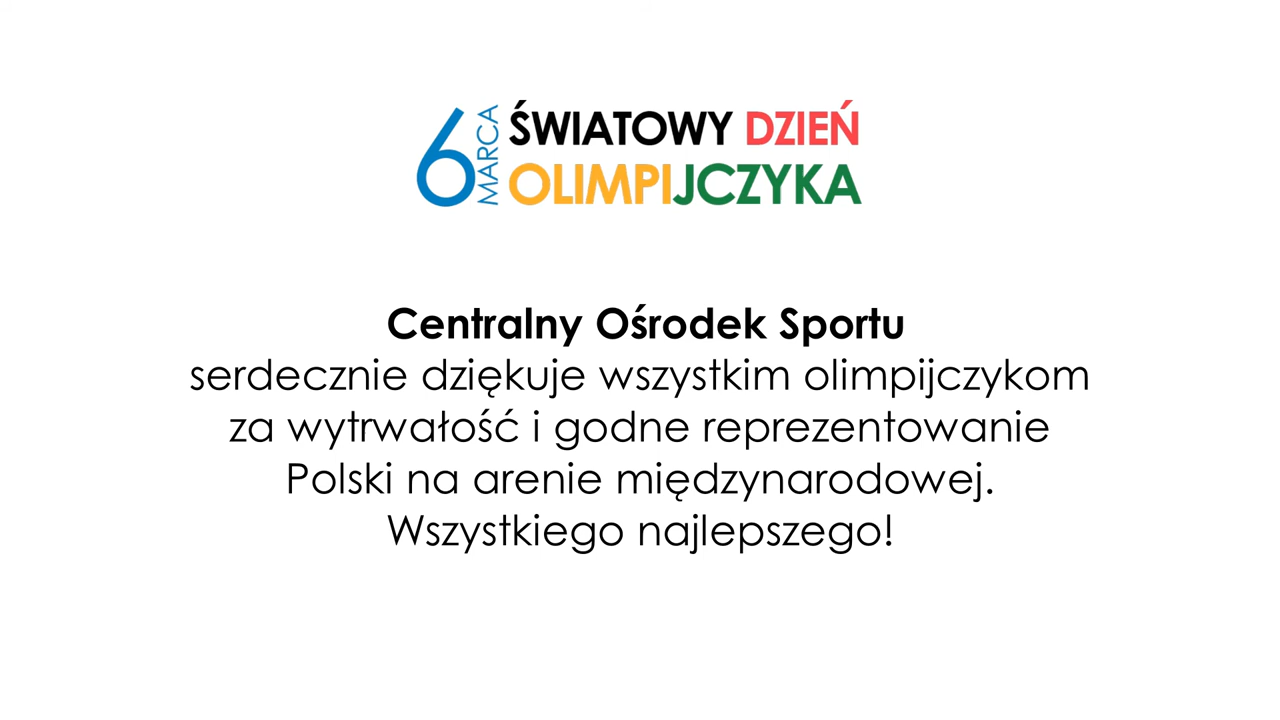 6 MARCA ŚWIATOWY DZIEŃ
OLIMPIJCZYKA
Centralny Ośrodek Sportu
serdecznie dziękuje wszystkim olimpijczykom
za wytrwałość i godne reprezentowanie
Polski na arenie międzynarodowej.
Wszystkiego najlepszego!